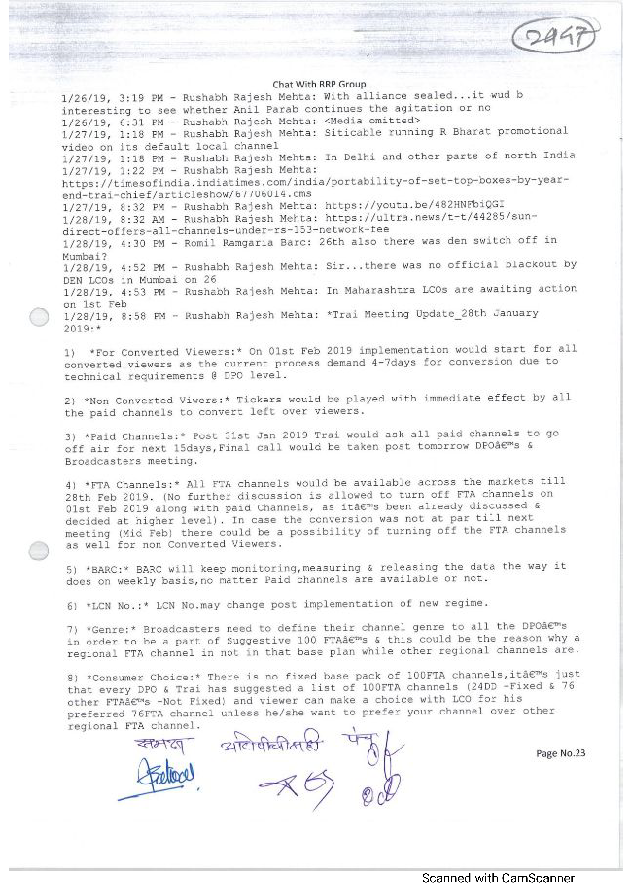 2947
Chat With RRP Group
1/26/19, 3:19 PM - Rushabh Rajesh Mehta: With alliance sealed...it wud b
interesting to see whether Anil Parab continues the agitation or no
1/26/19, 6:31 PM - Rushabh Rajesh Mehta: <Media omitted>
1/27/19, 1:18 PM - Rushabh Rajesh Mehta: Siticable running R Bharat promotional
video on its default local channel
1/27/19, 1:18 PM - Rushabh Rajesh Mehta: In Delhi and other parts of north India
1/27/19, 1:22 PM - Rushabh Rajesh Mehta:
https://timesofindia.indiatimes.com/india/portability-of-set-top-boxes-by-year-
end-trai-chief/articleshow/67706014.cms
1/27/19, 8:32 PM - Rushabh Rajesh Mehta: https://youtu.be/482HNFbiQGI
1/28/19, 8:32 AM - Rushabh Rajesh Mehta: https://ultra.news/t-t/44285/sun-
direct-offers-all-channels-under-rs-153-network-fee
1/28/19, 4:30 PM - Romil Ramgaria Barc: 26th also there was den switch off in
Mumbai?
1/28/19, 4:52 PM - Rushabh Rajesh Mehta: Sir...there was no official blackout by
DEN LCOs in Mumbai on 26
1/28/19, 4:53 PM - Rushabh Rajesh Mehta: In Maharashtra LCOs are awaiting action
on 1st Feb
1/28/19, 8:58 PM - Rushabh Rajesh Mehta: *Trai Meeting Update_28th January
2019:*
1) *For Converted Viewers:* On 01st Feb 2019 implementation would start for all
converted viewers as the current process demand 4-7days for conversion due to
technical requirements @ DPO level.
2) *Non Converted Viwers:* Tickars would be played with immediate effect by all
the paid channels to convert left over viewers.
3) *Paid Channels:* Post 31st Jan 2019 Trai would ask all paid channels to go
off air for next 15days,Final call would be taken post tomorrow DPOâ€™s &
Broadcasters meeting.
4) *FTA Channels:* All FTA channels would be available across the markets till
28th Feb 2019. (No further discussion is allowed to turn off FTA channels on
01st Feb 2019 along with paid Channels, as itâ€™s been already discussed &
decided at higher level). In case the conversion was not at par till next
meeting (Mid Feb) there could be a possibility of turning off the FTA channels
as well for non Converted Viewers.
5) *BARC:* BARC will keep monitoring,measuring & releasing the data the way it
does on weekly basis,no matter Paid channels are available or not.
6) *LCN No.:* LCN No.may change post implementation of new regime.
7) *Genre:* Broadcasters need to define their channel genre to all the DPOâ€™s
in order to be a part of Suggestive 100 FTAâ€™s & this could be the reason why a
regional FTA channel in not in that base plan while other regional channels are.
8) *Consumer Choice:* There is no fixed base pack of 100FTA channels,itâ€™s just
that every DPO & Trai has suggested a list of 100FTA channels (24DD -Fixed & 76
other FTAâ€™s -Not Fixed) and viewer can make a choice with LCO for his
preferred 76FTA channel unless he/she want to prefer your channel over other
regional FTA channel.
समक्ष
Page No.23
Scanned with CamScanner